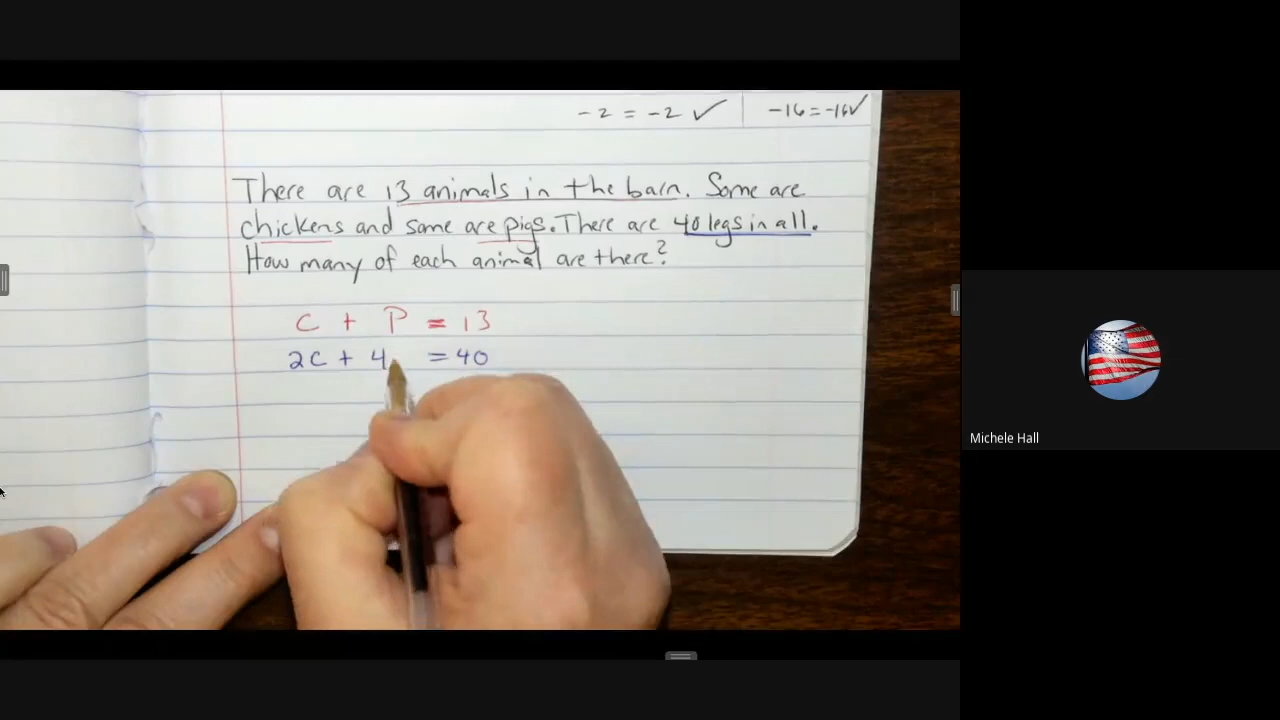 -2 = -2 ✓ | -16=-16✓
There are 13 animals in the barn. Some are
chickens and some are pigs. There are 40 legs in all.
How many of each animal are there?
C + P = 13
2C + 4 = 40
Michele Hall